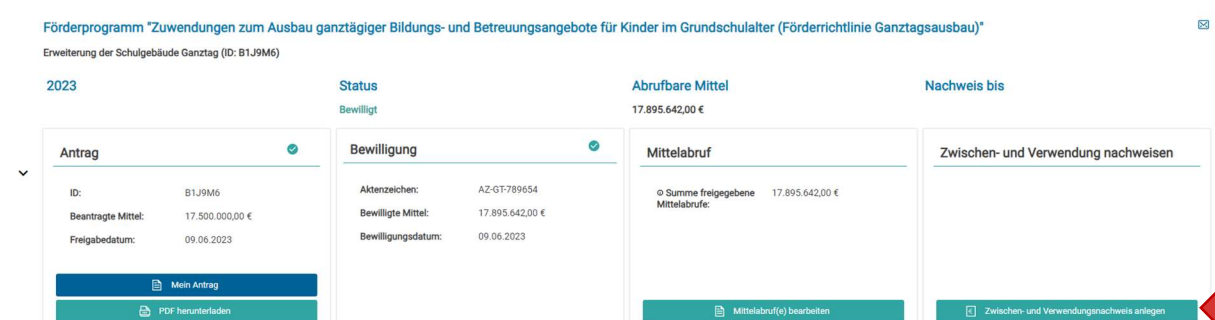 Förderprogramm "Zuwendungen zum Ausbau ganztägiger Bildungs- und Betreuungsangebote für Kinder im Grundschulalter (Förderrichtlinie Ganztagsausbau)"
Erweiterung der Schulgebäude Ganztag (ID: B1J9M6)
2023
Status
Bewilligt
Abrufbare Mittel
17.895.642,00 €
Nachweis bis
Antrag
ID: B1J9M6
Beantragte Mittel: 17.500.000,00 €
Freigabedatum: 09.06.2023
Mein Antrag
PDF herunterladen
Bewilligung
Aktenzeichen: AZ-GT-789654
Bewilligte Mittel: 17.895.642,00 €
Bewilligungsdatum: 09.06.2023
Mittelabruf
Summe freigegebene 17.895.642,00 €
Mittelabrufe:
Mittelabruf(e) bearbeiten
Zwischen- und Verwendung nachweisen
Zwischen- und Verwendungsnachweis anlegen